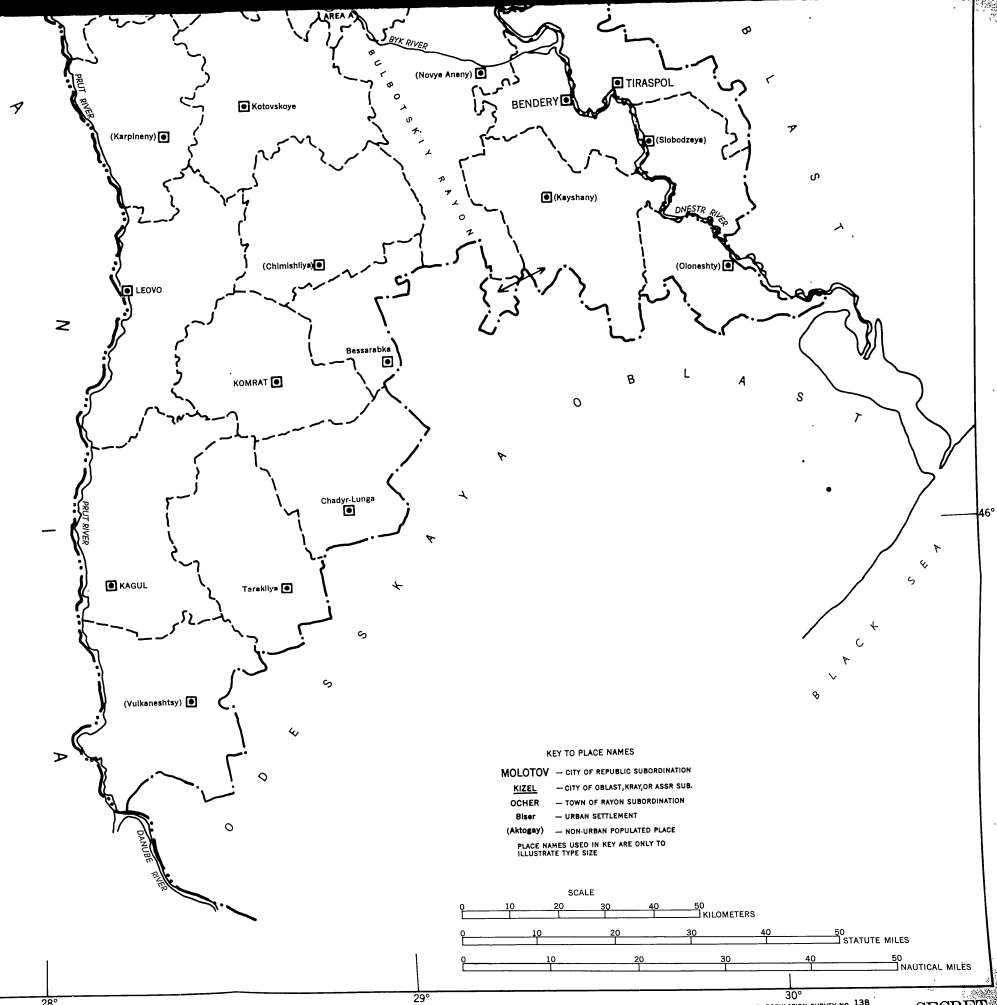 AREA A
BYK RIVER
B L A S T
PRUT RIVER
A
BULBOTSKIY RAYON
(Novye Aneny)
TIRASPOL
BENDERY
Kotovskoye
(Karpineny)
(Slobodzeya)
(Kayshany)
DNESTR RIVER
(Chimishliya)
(Oloneshty)
LEOVO
N
Bessarabka
KOMRAT
O D E S S K A Y A O B L A S T
Chadyr-Lunga
46°
PRUT RIVER
I
KAGUL
Tarakliya
BLACK SEA
(Vulkaneshtsy)
A
DANUBE RIVER
KEY TO PLACE NAMES
MOLOTOV — CITY OF REPUBLIC SUBORDINATION
KIZEL — CITY OF OBLAST, KRAY, OR ASSR SUB.
OCHER — TOWN OF RAYON SUBORDINATION
Biser — URBAN SETTLEMENT
(Aktogay) — NON-URBAN POPULATED PLACE
PLACE NAMES USED IN KEY ARE ONLY TO
ILLUSTRATE TYPE SIZE
SCALE
0 10 20 30 40 50 KILOMETERS
0 10 20 30 40 50 STATUTE MILES
0 10 20 30 40 50 NAUTICAL MILES
28° 29° 30°
SURVEY NO. 138
SECRET